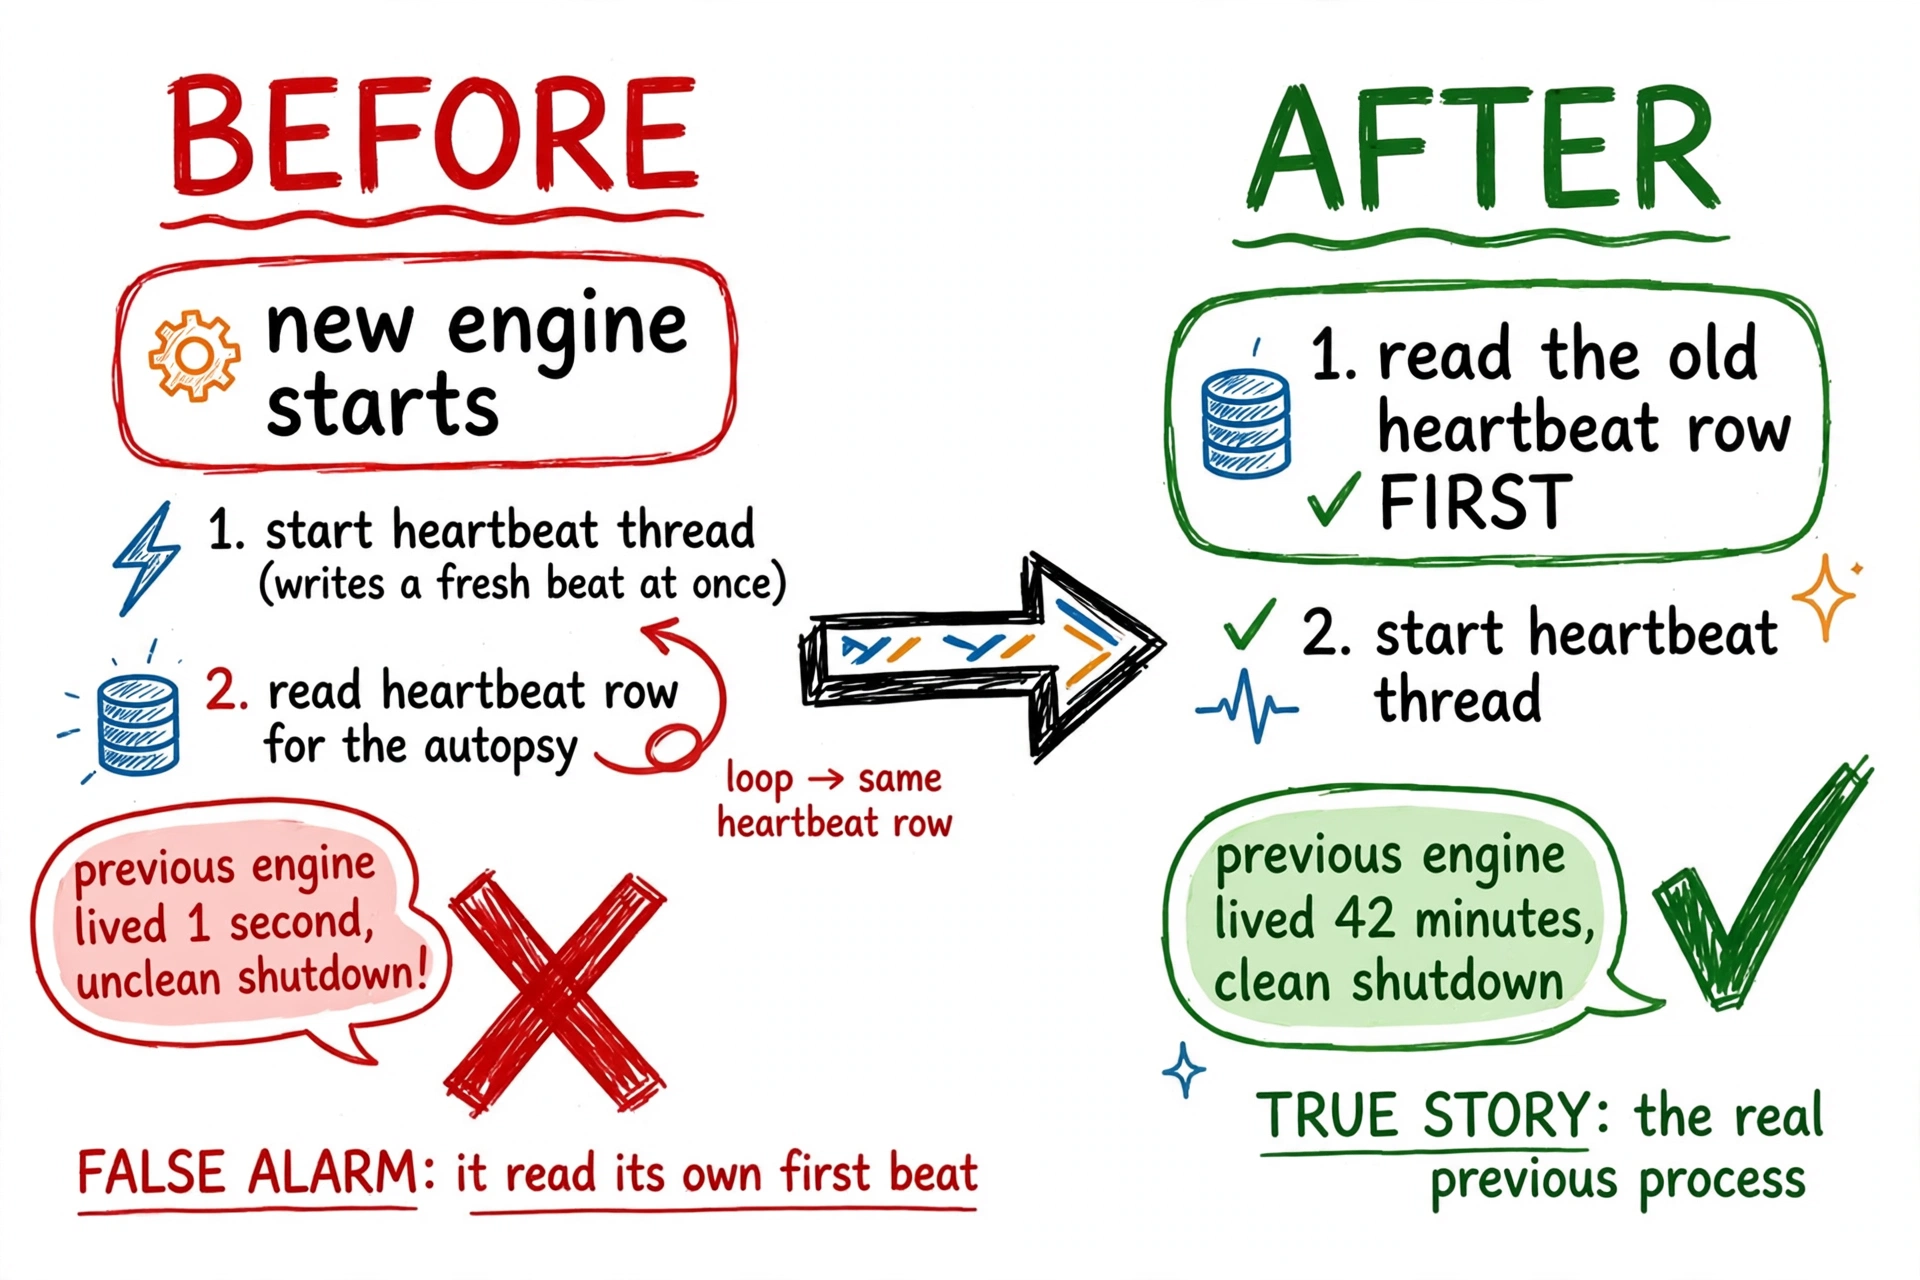 BEFORE
new engine
starts
1. start heartbeat thread
(writes a fresh beat at once)
2. read heartbeat row
for the autopsy
loop → same
heartbeat row
previous engine
lived 1 second,
unclean shutdown!
FALSE ALARM: it read its own first beat
AFTER
1. read the old
heartbeat row
✓ FIRST
✓ 2. start heartbeat
thread
previous engine
lived 42 minutes,
clean shutdown
TRUE STORY: the real
previous process